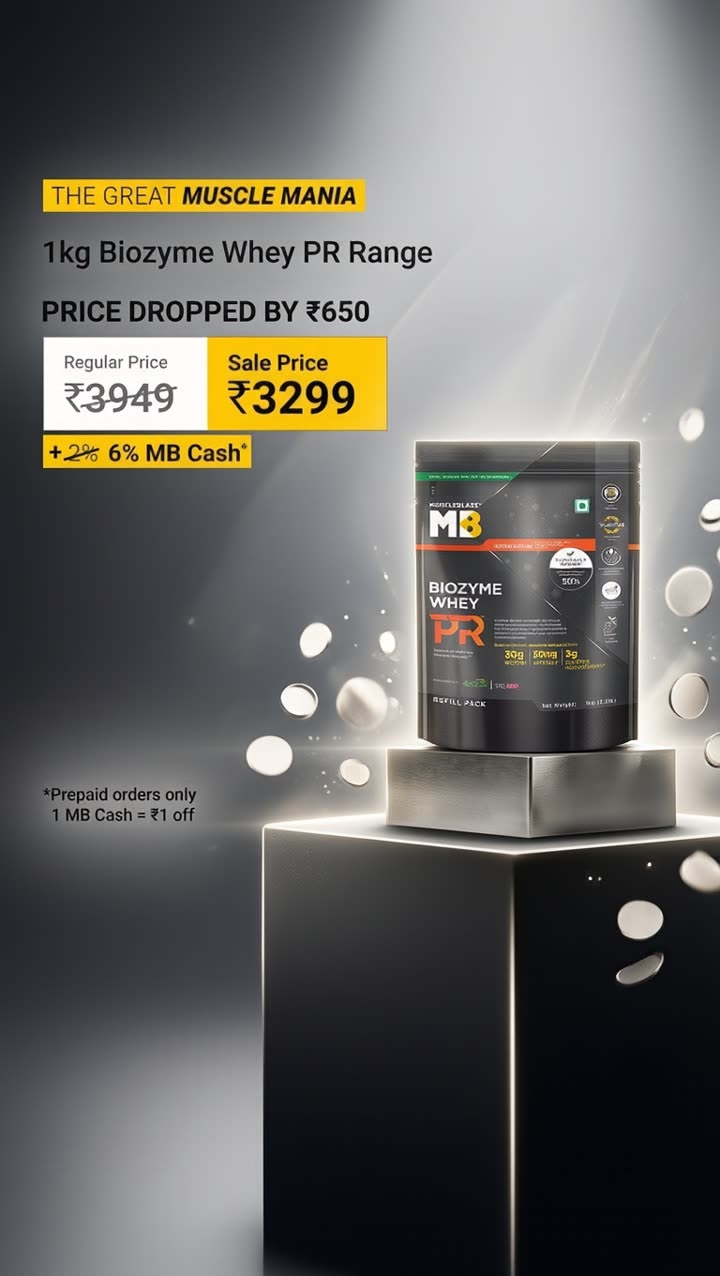 THE GREAT MUSCLE MANIA
1kg Biozyme Whey PR Range
PRICE DROPPED BY ₹650
Regular Price
₹3949
Sale Price
₹3299
+ 2% 6% MB Cash*
MUSCLEBLAZE
MB
BIOZYME
WHEY
PR
50%
30g 50mg 3g
REFILL PACK
*Prepaid orders only
1 MB Cash = ₹1 off